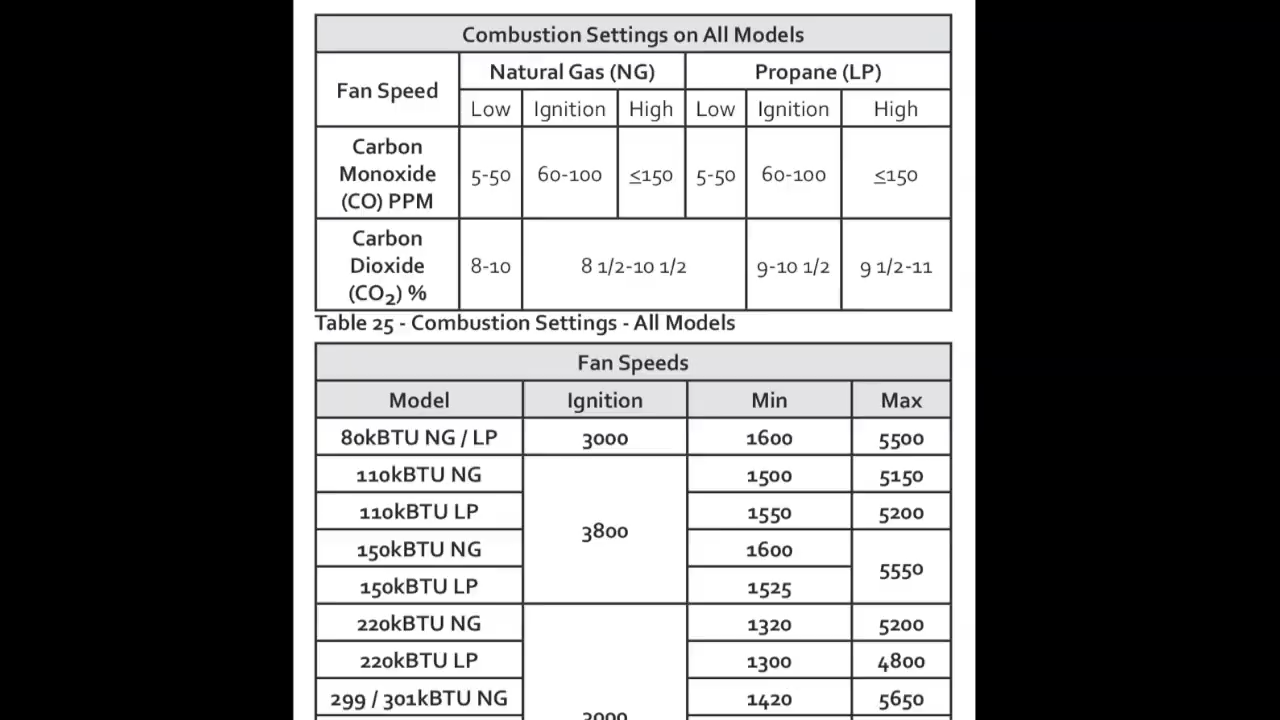 Combustion Settings on All Models
Fan Speed Natural Gas (NG) Propane (LP)
Low Ignition High Low Ignition High
Carbon Monoxide (CO) PPM 5-50 60-100 ≤150 5-50 60-100 ≤150
Carbon Dioxide (CO2) % 8-10 8 1/2-10 1/2 9-10 1/2 9 1/2-11
Table 25 - Combustion Settings - All Models
Fan Speeds
Model Ignition Min Max
80kBTU NG / LP 3000 1600 5500
110kBTU NG 1500 5150
110kBTU LP 3800 1550 5200
150kBTU NG 1600 5550
150kBTU LP 1525
220kBTU NG 1320 5200
220kBTU LP 1300 4800
299 / 301kBTU NG 1420 5650